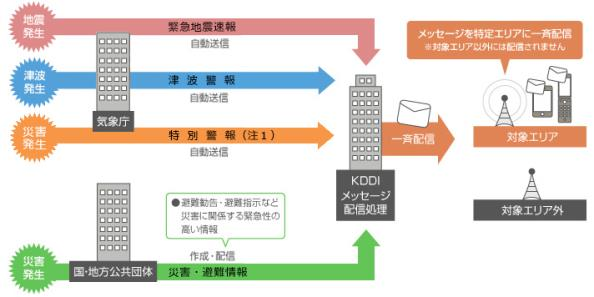 地震
発生
緊急地震速報
自動送信
津波
発生
津波警報
自動送信
災害
発生
特別警報(注1)
自動送信
気象庁
KDDI
メッセージ
配信処理
一斉配信
メッセージを特定エリアに一斉配信
※対象エリア以外には配信されません
対象エリア
対象エリア外
●避難勧告・避難指示など
災害に関係する緊急性の
高い情報
作成・配信
災害
発生
国・地方公共団体
災害・避難情報